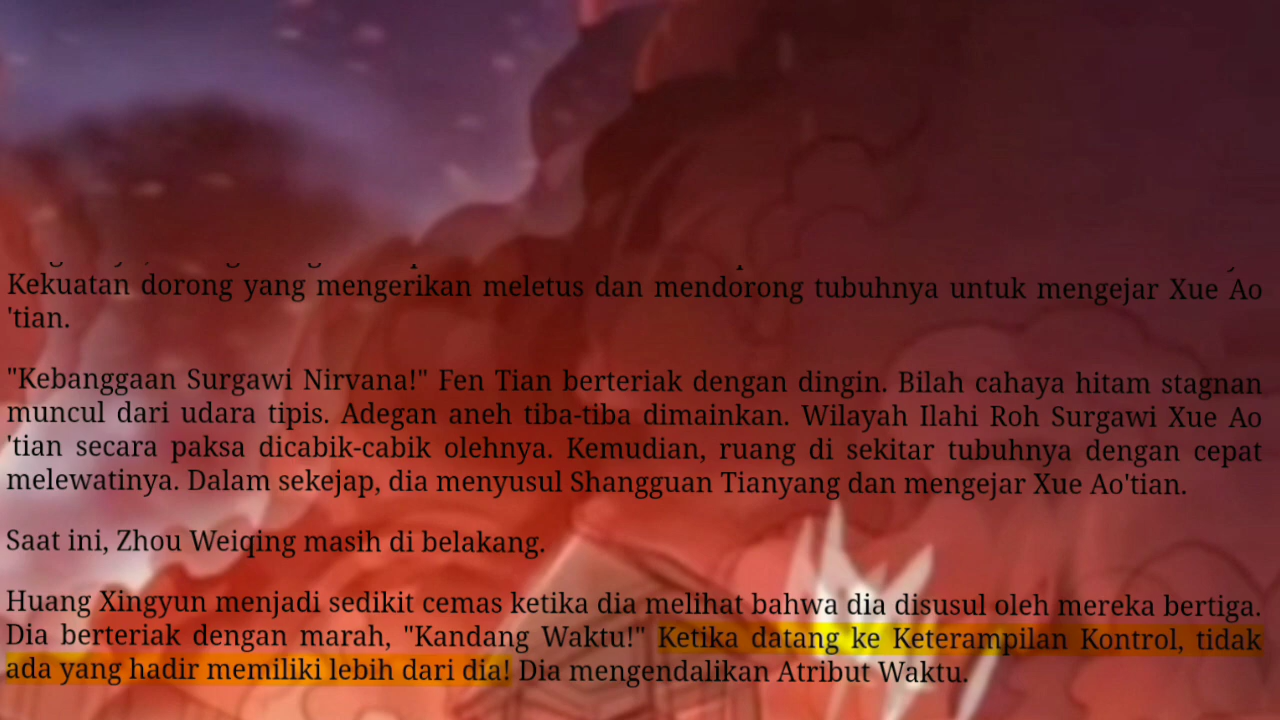 Kekuatan dorong yang mengerikan meletus dan mendorong tubuhnya untuk mengejar Xue Ao
'tian.
"Kebanggaan Surgawi Nirvana!" Fen Tian berteriak dengan dingin. Bilah cahaya hitam stagnan
muncul dari udara tipis. Adegan aneh tiba-tiba dimainkan. Wilayah Ilahi Roh Surgawi Xue Ao
'tian secara paksa dicabik-cabik olehnya. Kemudian, ruang di sekitar tubuhnya dengan cepat
melewatinya. Dalam sekejap, dia menyusul Shangguan Tianyang dan mengejar Xue Ao'tian.
Saat ini, Zhou Weiqing masih di belakang.
Huang Xingyun menjadi sedikit cemas ketika dia melihat bahwa dia disusul oleh mereka bertiga.
Dia berteriak dengan marah, "Kandang Waktu!" Ketika datang ke Keterampilan Kontrol, tidak
ada yang hadir memiliki lebih dari dia! Dia mengendalikan Atribut Waktu.